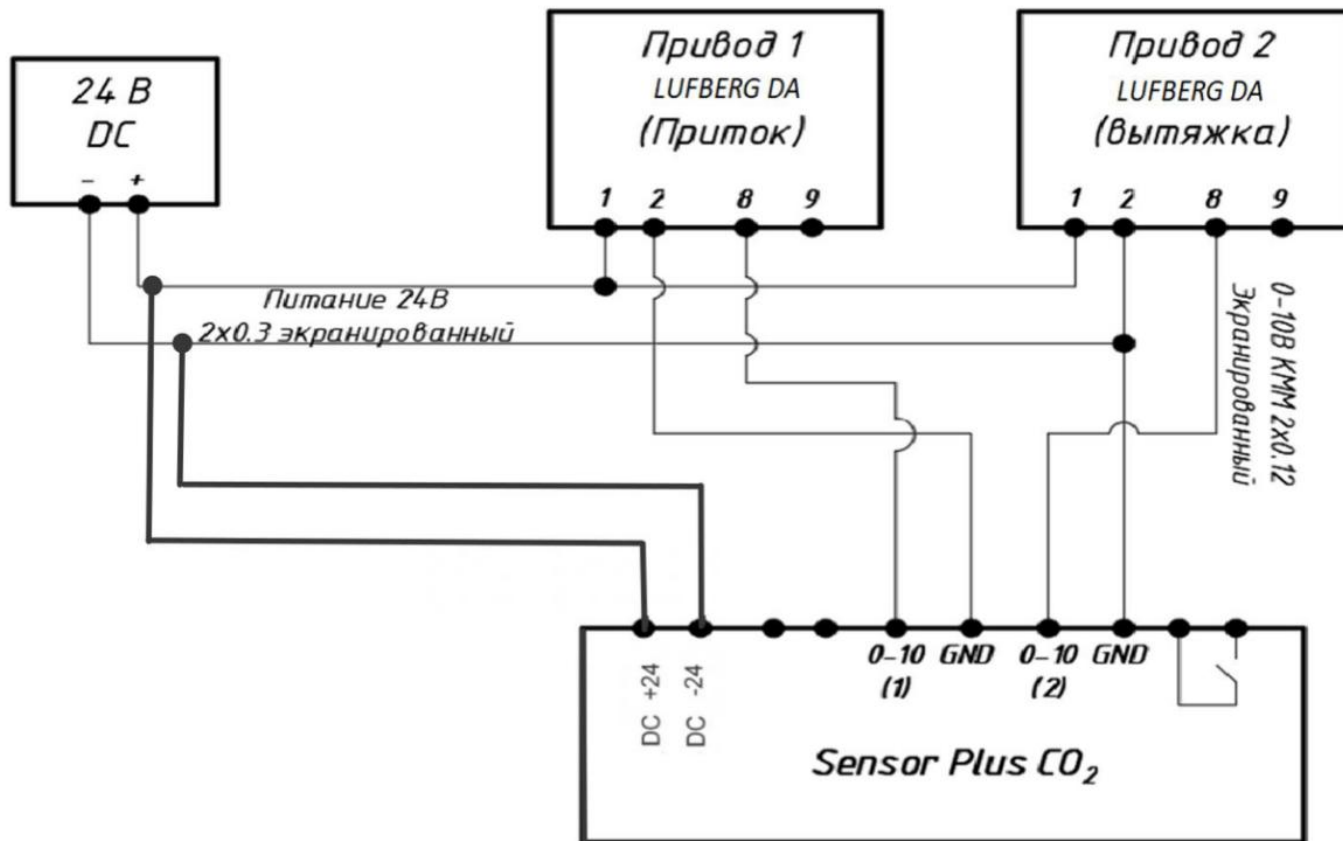 24 В
DC
- +
Привод 1
LUFBERG DA
(Приток)
1 2 8 9
Привод 2
LUFBERG DA
(вытяжка)
1 2 8 9
Питание 24В
2х0.3 экранированный
0-10В КММ 2х0.12
Экранированный
DC +24
DC -24
0-10 GND 0-10 GND
(1) (2)
Sensor Plus CO₂